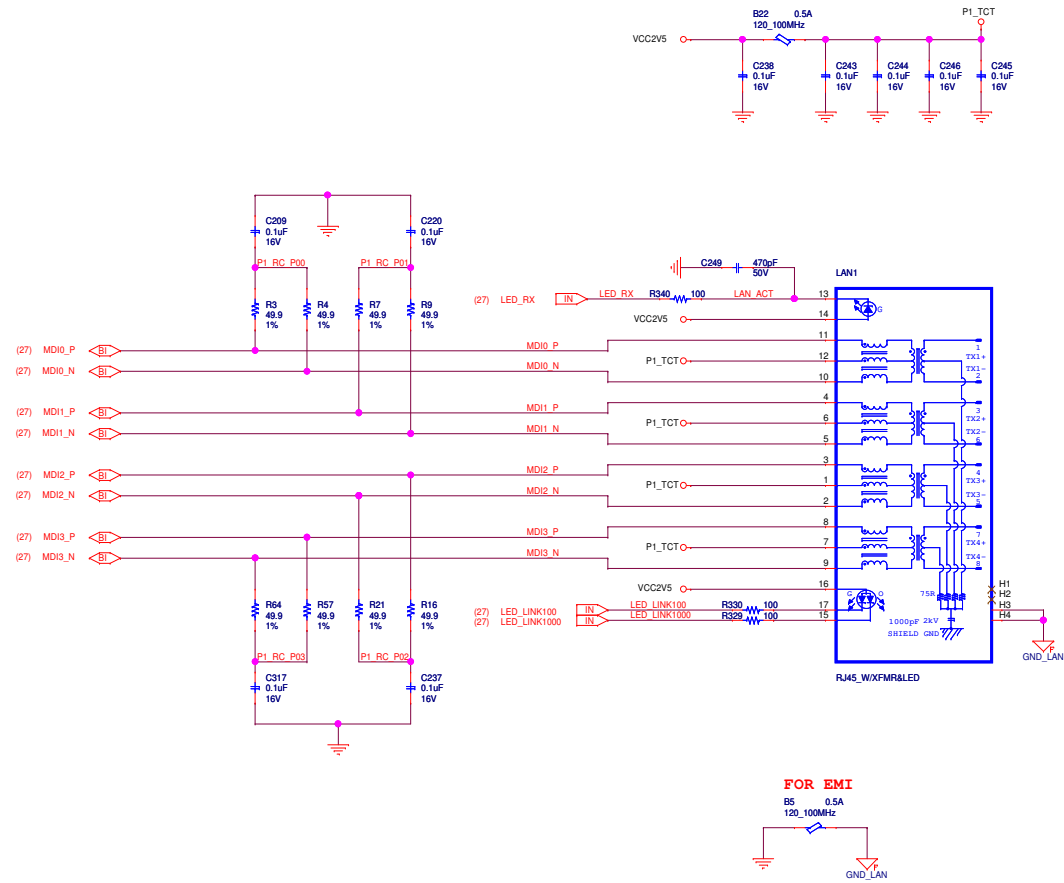 B22 0.5A
120_100MHz
P1_TCT
VCC2V5
C238
0.1uF
16V
C243
0.1uF
16V
C244
0.1uF
16V
C246
0.1uF
16V
C245
0.1uF
16V
C209
0.1uF
16V
C220
0.1uF
16V
P1_RC_P00
P1_RC_P01
R3
49.9
1%
R4
49.9
1%
R7
49.9
1%
R9
49.9
1%
C249
470pF
50V
LAN1
(27) LED_RX
IN
LED_RX
R340 100
LAN_ACT
13
G
VCC2V5
14
(27) MDI0_P
BI
MDI0_P
11
P1_TCT
12
(27) MDI0_N
BI
MDI0_N
10
1
TX1+
TX1-
2
(27) MDI1_P
BI
MDI1_P
4
P1_TCT
6
(27) MDI1_N
BI
MDI1_N
5
3
TX2+
TX2-
6
(27) MDI2_P
BI
MDI2_P
3
P1_TCT
1
(27) MDI2_N
BI
MDI2_N
2
4
TX3+
TX3-
5
(27) MDI3_P
BI
MDI3_P
8
P1_TCT
7
(27) MDI3_N
BI
MDI3_N
9
7
TX4+
TX4-
8
VCC2V5
16
G O
75R
H1
H2
H3
H4
(27) LED_LINK100
IN
LED_LINK100
R330 100
17
(27) LED_LINK1000
IN
LED_LINK1000
R329 100
15
1000pF 2kV
SHIELD GND
R64
49.9
1%
R57
49.9
1%
R21
49.9
1%
R16
49.9
1%
P1_RC_P03
P1_RC_P02
C317
0.1uF
16V
C237
0.1uF
16V
P
GND_LAN
RJ45_W/XFMR&LED
FOR EMI
B5 0.5A
120_100MHz
P
GND_LAN